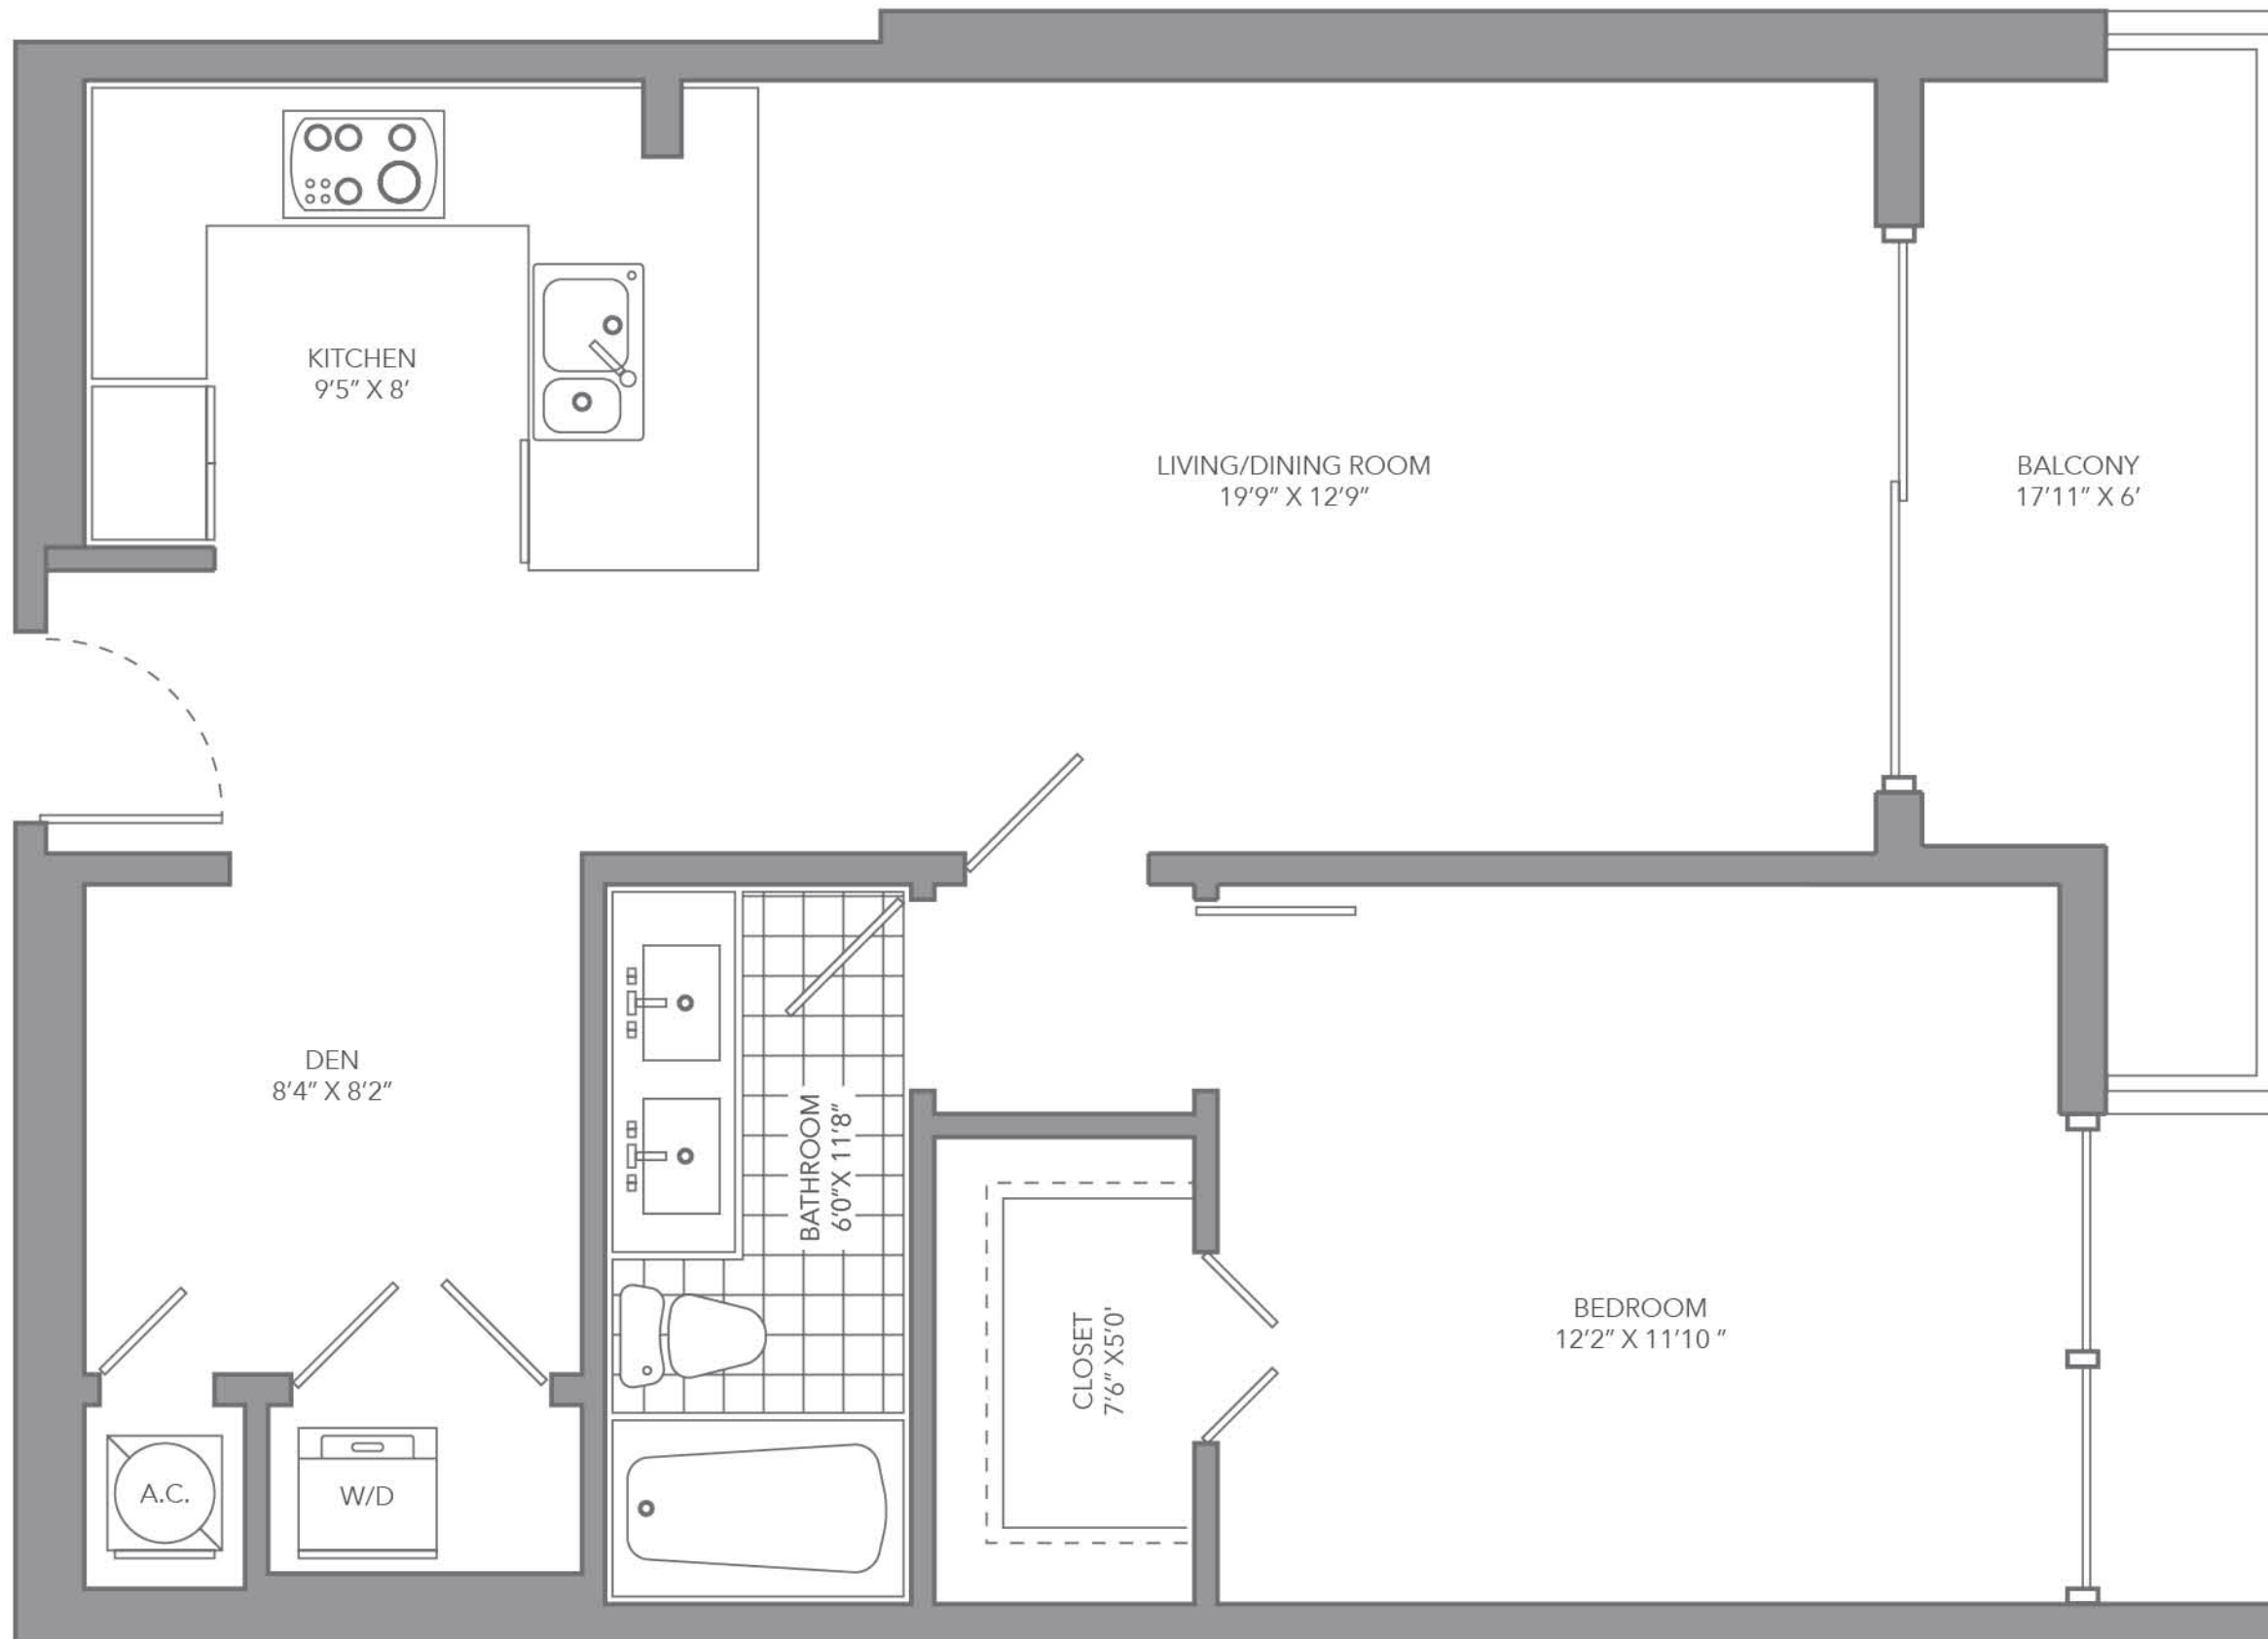 KITCHEN
9'5" X 8'
LIVING/DINING ROOM
19'9" X 12'9"
BALCONY
17'11" X 6'
DEN
8'4" X 8'2"
BATHROOM
6'0"X 11'8"
CLOSET
7'6" X5'0'
BEDROOM
12'2" X 11'10 "
A.C.
W/D